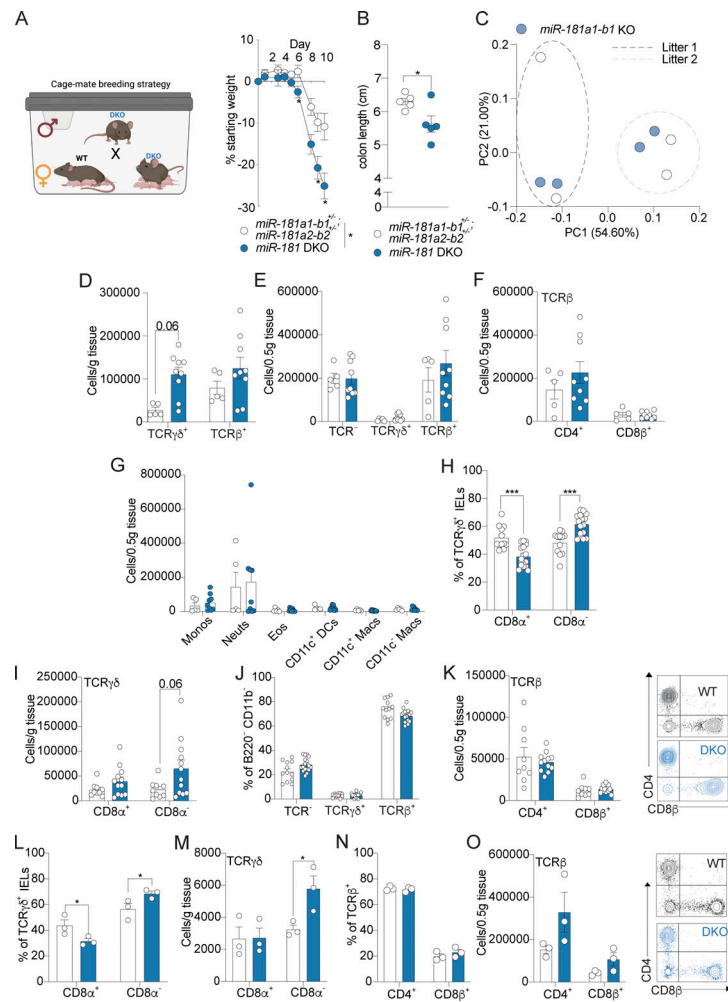 A
Cage-mate breeding strategy
DKO
WT
X
DKO
Day
2 4 6 8 10
10
0
-10
-20
-30
% starting weight
*
*
*
miR-181a1-b1+/-;
miR-181a2-b2+/-
miR-181 DKO
*
B
8
7
6
5
4
0
colon length (cm)
*
miR-181a1-b1+/-;
miR-181a2-b2+/-
miR-181 DKO
C
miR-181a1-b1 KO
Litter 1
Litter 2
0.2
0.1
0.0
-0.1
PC2 (21.00%)
-0.2 -0.1 0.0 0.1 0.2
PC1 (54.60%)
D
300000
200000
100000
0
Cells/g tissue
0.06
TCRγδ+ TCRβ+
E
600000
400000
200000
0
Cells/0.5g tissue
TCR- TCRγδ+ TCRβ+
F
TCRβ
600000
400000
200000
0
Cells/0.5g tissue
CD4+ CD8β+
G
800000
600000
400000
200000
0
Cells/0.5g tissue
Monos
Neuts
Eos
CD11c+ DCs
CD11c+ Macs
CD11c- Macs
H
100
80
60
40
20
0
% of TCRγδ+ IELs
*** ***
CD8α+ CD8α-
I
TCRγδ
250000
200000
150000
100000
50000
0
Cells/g tissue
0.06
CD8α+ CD8α-
J
100
80
60
40
20
0
% of B220- CD11b-
TCR- TCRγδ+ TCRβ+
K
TCRβ
150000
100000
50000
0
Cells/0.5g tissue
CD4+ CD8β+
WT
DKO
CD4
CD8β
L
100
80
60
40
20
0
% of TCRγδ+ IELs
* *
CD8α+ CD8α-
M
TCRγδ
8000
6000
4000
2000
0
Cells/g tissue
*
CD8α+ CD8α-
N
100
80
60
40
20
0
% of TCRβ+
CD4+ CD8β+
O
TCRβ
600000
400000
200000
0
Cells/0.5g tissue
CD4+ CD8β+
WT
DKO
CD4
CD8β